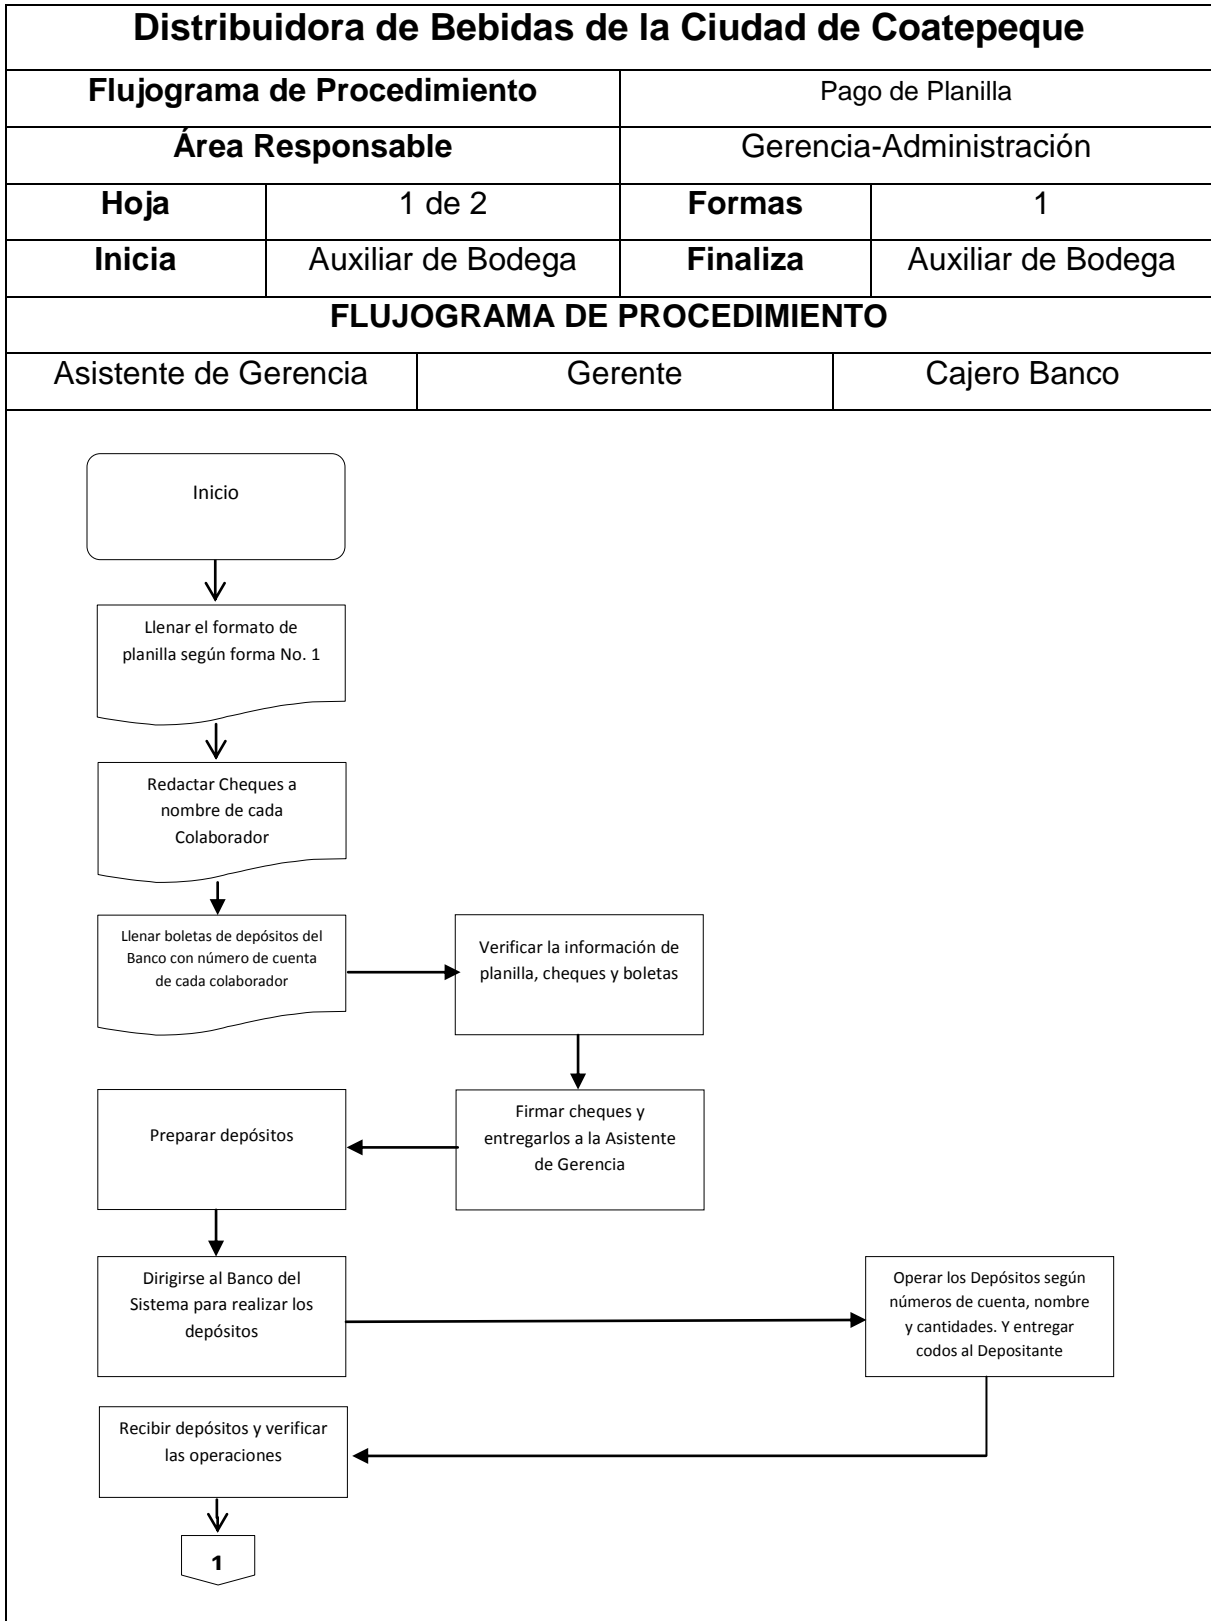 Distribuidora de Bebidas de la Ciudad de Coatepeque
Flujograma de Procedimiento
Pago de Planilla
Área Responsable
Gerencia-Administración
Hoja
1 de 2
Formas
1
Inicia
Auxiliar de Bodega
Finaliza
Auxiliar de Bodega
FLUJOGRAMA DE PROCEDIMIENTO
Asistente de Gerencia
Gerente
Cajero Banco
Inicio
Llenar el formato de
planilla según forma No. 1
Redactar Cheques a
nombre de cada
Colaborador
Llenar boletas de depósitos del
Banco con número de cuenta
de cada colaborador
Verificar la información de
planilla, cheques y boletas
Firmar cheques y
entregarlos a la Asistente
de Gerencia
Preparar depósitos
Dirigirse al Banco del
Sistema para realizar los
depósitos
Operar los Depósitos según
números de cuenta, nombre
y cantidades. Y entregar
codos al Depositante
Recibir depósitos y verificar
las operaciones
1